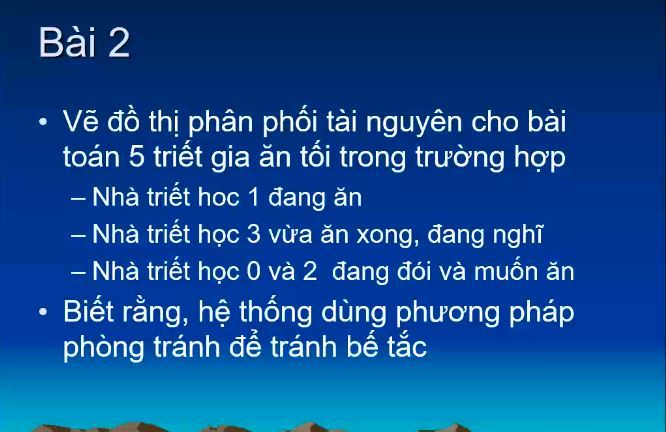 Bài 2
• Vẽ đồ thị phân phối tài nguyên cho bài
toán 5 triết gia ăn tối trong trường hợp
– Nhà triết hoc 1 đang ăn
– Nhà triết học 3 vừa ăn xong, đang nghĩ
– Nhà triết học 0 và 2 đang đói và muốn ăn
• Biết rằng, hệ thống dùng phương pháp
phòng tránh để tránh bế tắc